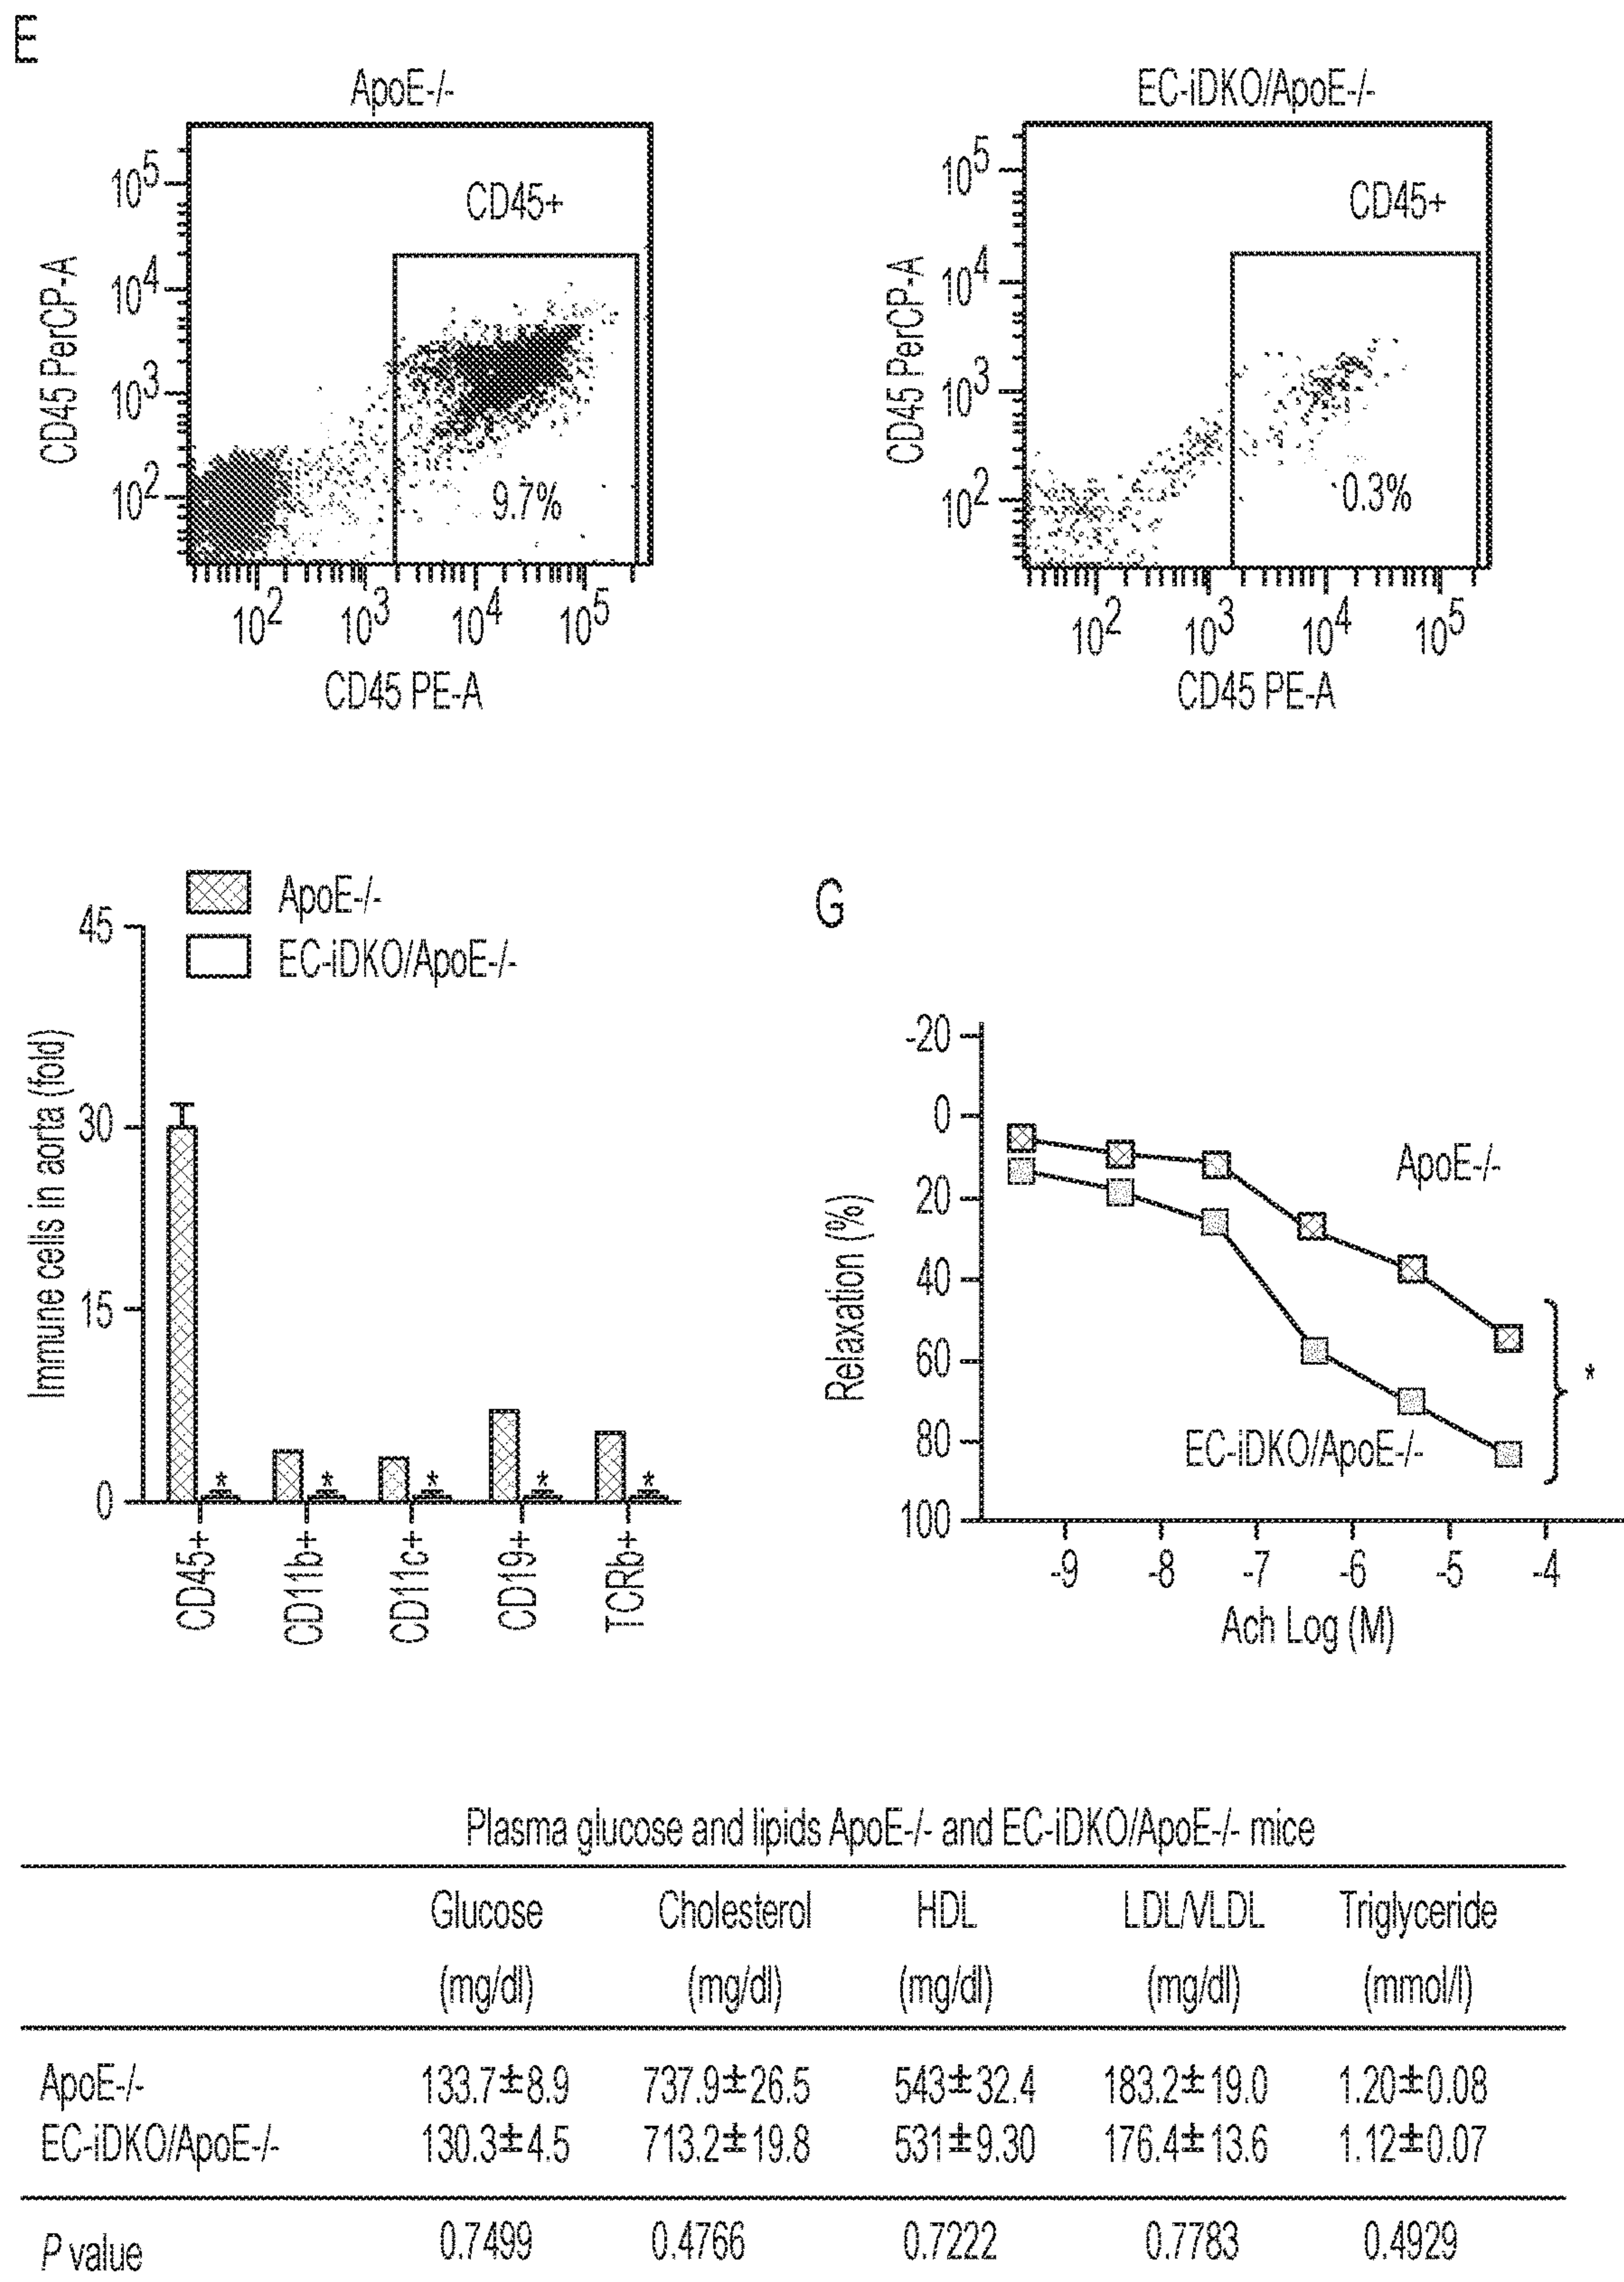 E
ApoE-/-
EC-iDKO/ApoE-/-
CD45 PerCP-A
10^5
10^4
10^3
10^2
CD45+
9.7%
10^2 10^3 10^4 10^5
CD45 PE-A
CD45 PerCP-A
10^5
10^4
10^3
10^2
CD45+
0.3%
10^2 10^3 10^4 10^5
CD45 PE-A
ApoE-/-
EC-iDKO/ApoE-/-
Immune cells in aorta (fold)
45
30
15
0
* * * * *
CD45+
CD11b+
CD11c+
CD19+
TCRb+
G
Relaxation (%)
-20
0
20
40
60
80
100
ApoE-/-
EC-iDKO/ApoE-/-
*
-9 -8 -7 -6 -5 -4
Ach Log (M)
Plasma glucose and lipids ApoE-/- and EC-iDKO/ApoE-/- mice
Glucose Cholesterol HDL LDL/VLDL Triglyceride
(mg/dl) (mg/dl) (mg/dl) (mg/dl) (mmol/l)
ApoE-/- 133.7±8.9 737.9±26.5 543±32.4 183.2±19.0 1.20±0.08
EC-iDKO/ApoE-/- 130.3±4.5 713.2±19.8 531±9.30 176.4±13.6 1.12±0.07
P value 0.7499 0.4766 0.7222 0.7783 0.4929